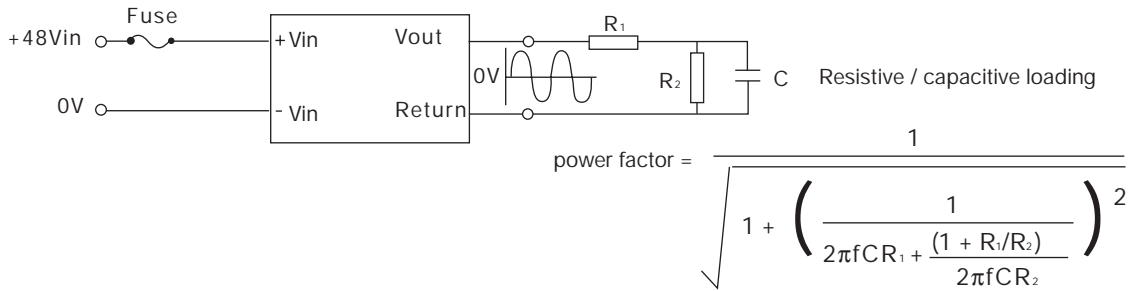 Fuse
+48Vin
+Vin
Vout
R₁
0V
R₂
C
Resistive / capacitive loading
0V
- Vin
Return
power factor =
1
1 + ( 1 ) 2
2πfCR₁ + (1 + R₁/R₂)
2πfCR₂